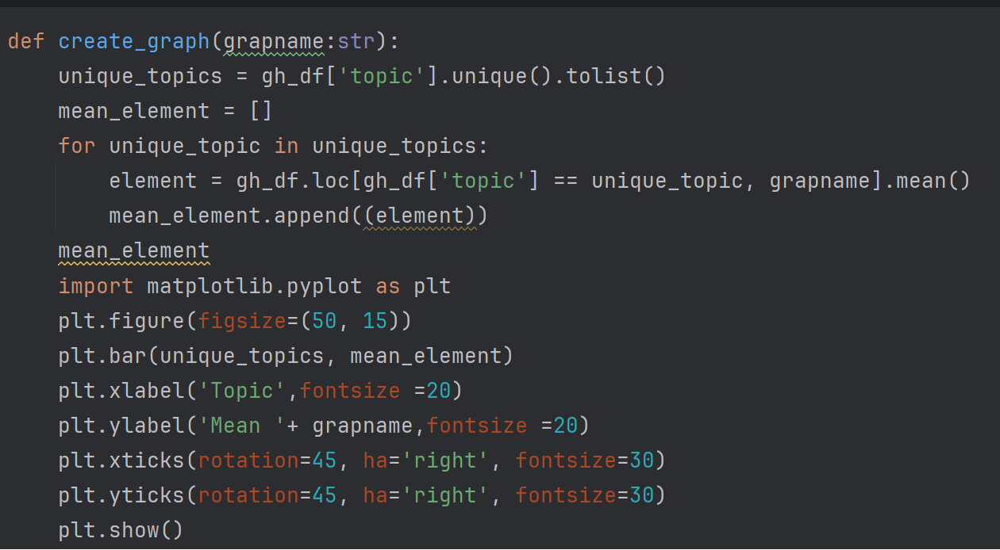 def create_graph(grapname:str):
    unique_topics = gh_df['topic'].unique().tolist()
    mean_element = []
    for unique_topic in unique_topics:
        element = gh_df.loc[gh_df['topic'] == unique_topic, grapname].mean()
        mean_element.append((element))
    mean_element
    import matplotlib.pyplot as plt
    plt.figure(figsize=(50, 15))
    plt.bar(unique_topics, mean_element)
    plt.xlabel('Topic',fontsize =20)
    plt.ylabel('Mean '+ grapname,fontsize =20)
    plt.xticks(rotation=45, ha='right', fontsize=30)
    plt.yticks(rotation=45, ha='right', fontsize=30)
    plt.show()